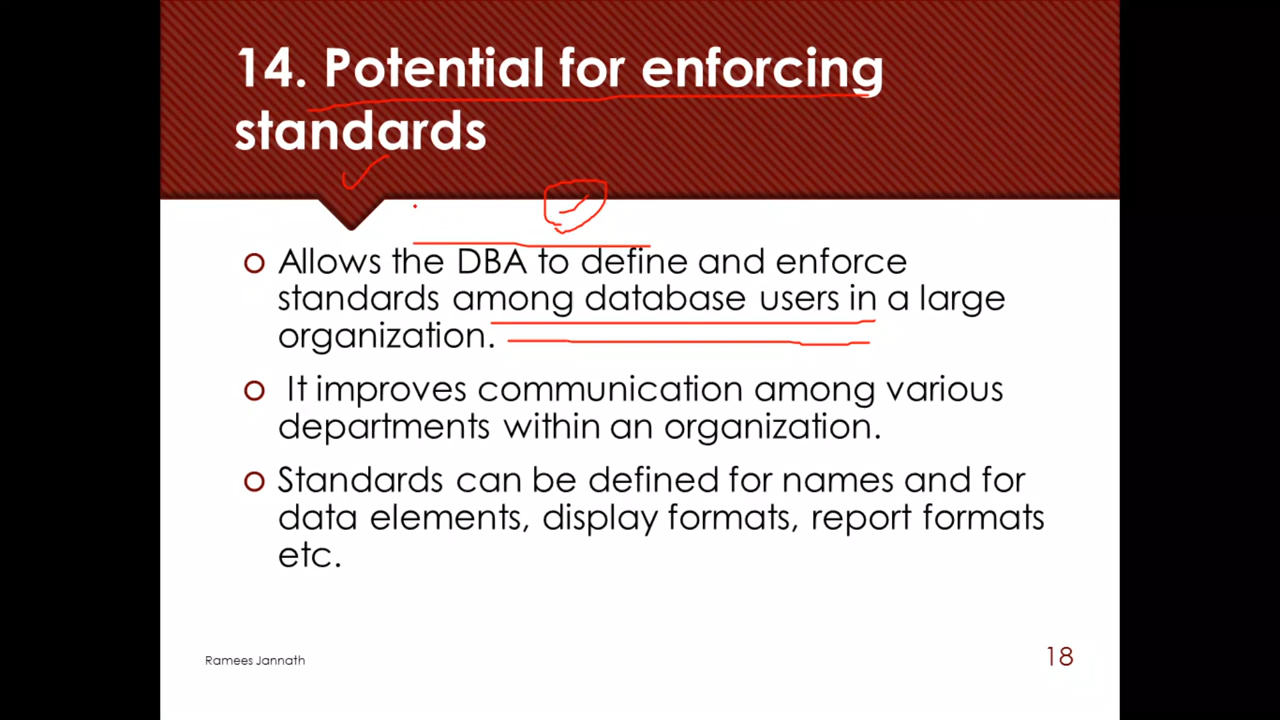 14. Potential for enforcing
standards
Allows the DBA to define and enforce
standards among database users in a large
organization.
It improves communication among various
departments within an organization.
Standards can be defined for names and for
data elements, display formats, report formats
etc.
Ramees Jannath
18